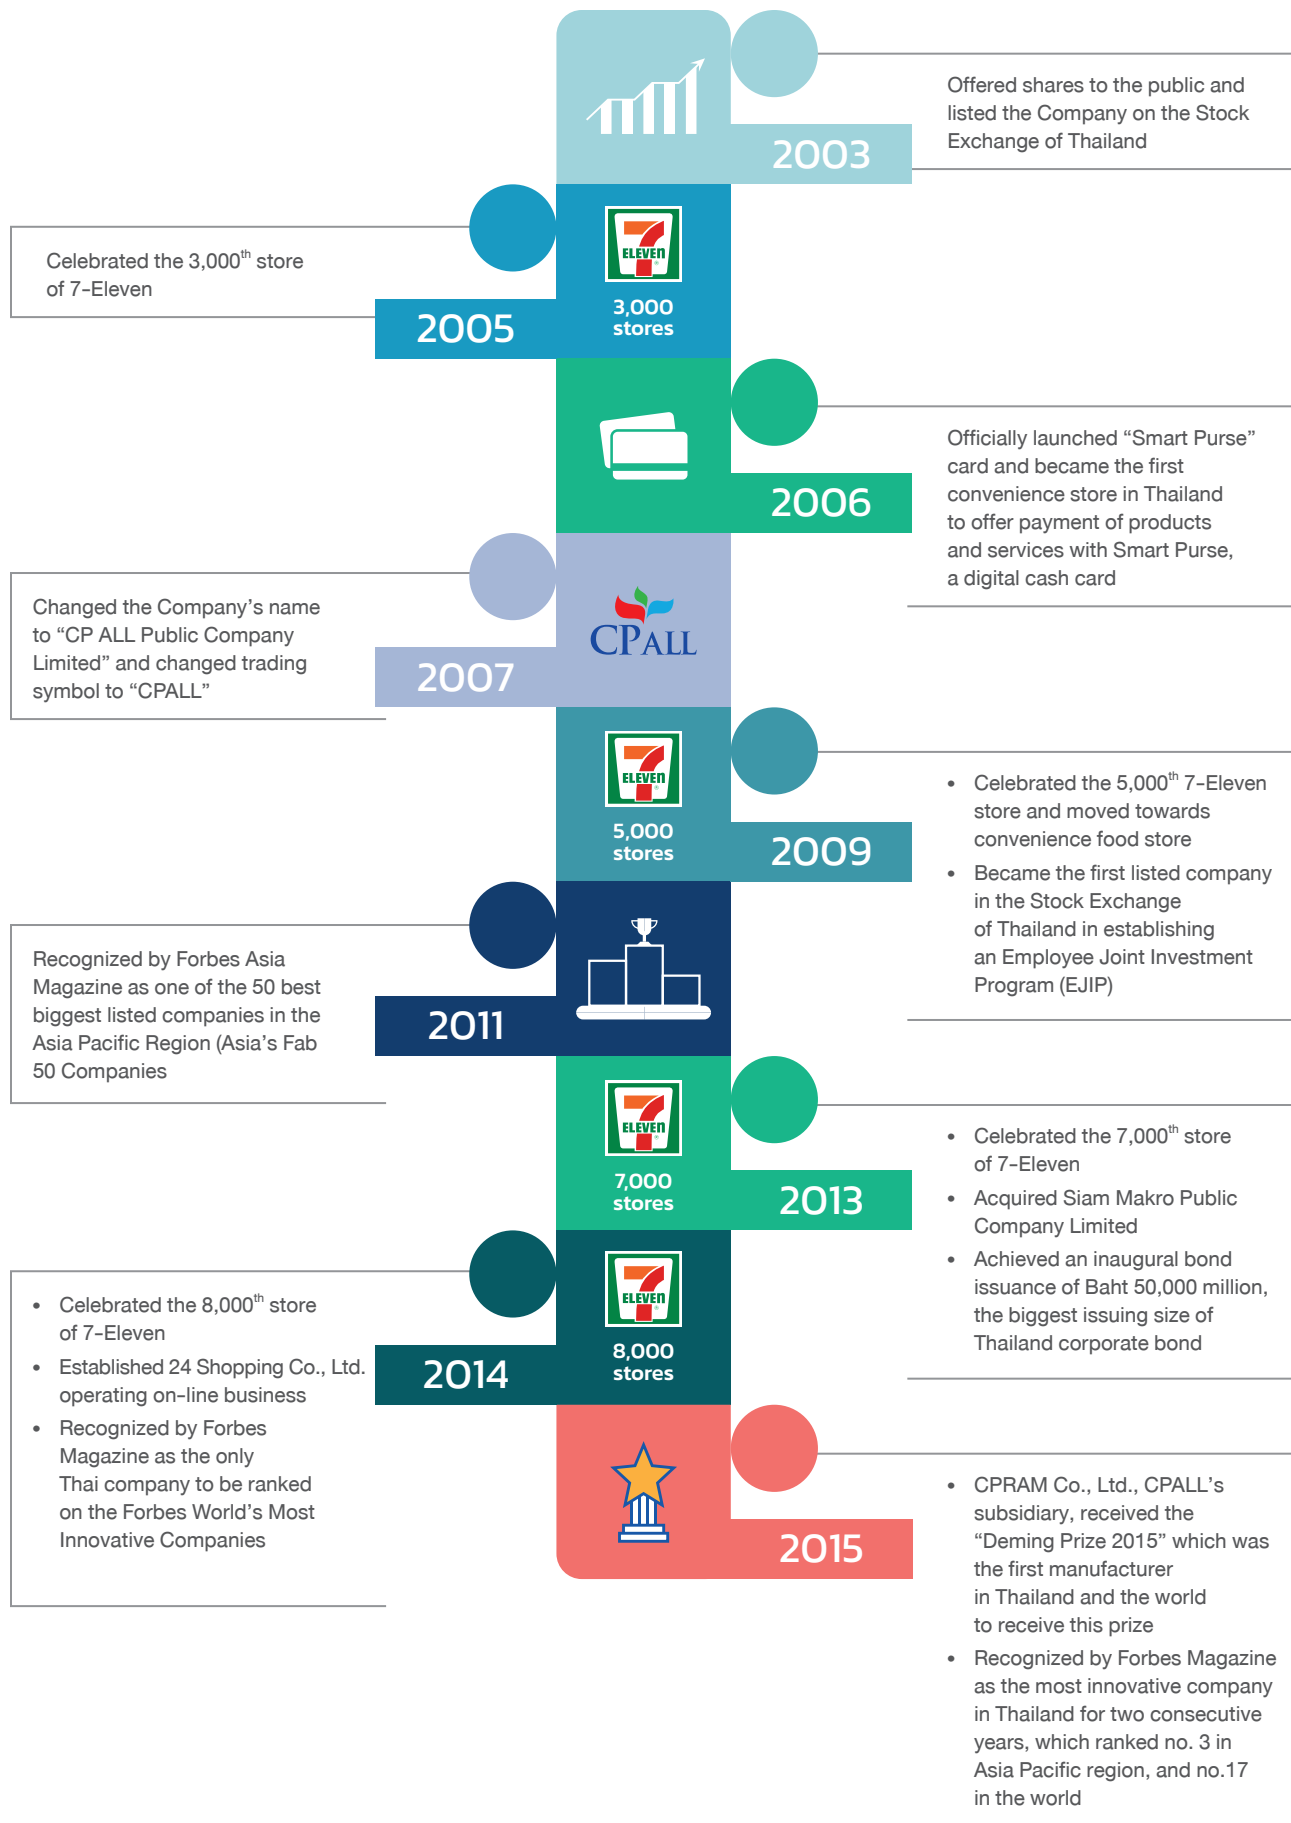 Offered shares to the public and
listed the Company on the Stock
Exchange of Thailand
2003
Celebrated the 3,000th store
of 7-Eleven
2005
7
ELEVEn
®
3,000
stores
Officially launched “Smart Purse”
card and became the first
convenience store in Thailand
to offer payment of products
and services with Smart Purse,
a digital cash card
2006
Changed the Company’s name
to “CP ALL Public Company
Limited” and changed trading
symbol to “CPALL”
2007
CPALL
7
ELEVEn
®
5,000
stores
2009
• Celebrated the 5,000th 7-Eleven
store and moved towards
convenience food store
• Became the first listed company
in the Stock Exchange
of Thailand in establishing
an Employee Joint Investment
Program (EJIP)
Recognized by Forbes Asia
Magazine as one of the 50 best
biggest listed companies in the
Asia Pacific Region (Asia’s Fab
50 Companies
2011
7
ELEVEn
®
7,000
stores
2013
• Celebrated the 7,000th store
of 7-Eleven
• Acquired Siam Makro Public
Company Limited
• Achieved an inaugural bond
issuance of Baht 50,000 million,
the biggest issuing size of
Thailand corporate bond
• Celebrated the 8,000th store
of 7-Eleven
• Established 24 Shopping Co., Ltd.
operating on-line business
• Recognized by Forbes
Magazine as the only
Thai company to be ranked
on the Forbes World’s Most
Innovative Companies
2014
7
ELEVEn
®
8,000
stores
2015
• CPRAM Co., Ltd., CPALL’s
subsidiary, received the
“Deming Prize 2015” which was
the first manufacturer
in Thailand and the world
to receive this prize
• Recognized by Forbes Magazine
as the most innovative company
in Thailand for two consecutive
years, which ranked no. 3 in
Asia Pacific region, and no.17
in the world